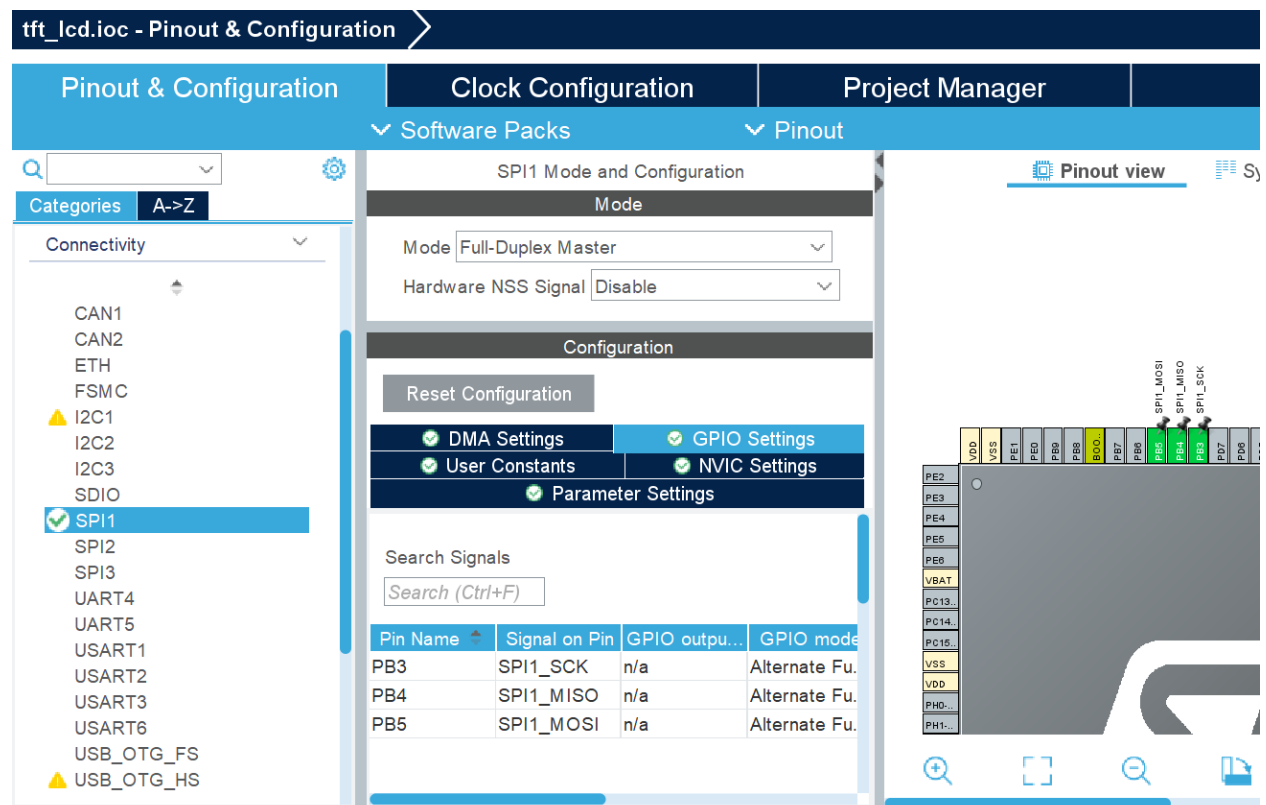 tft_lcd.ioc - Pinout & Configuration
Pinout & Configuration
Clock Configuration
Project Manager
Software Packs
Pinout
Categories
A->Z
Connectivity
CAN1
CAN2
ETH
FSMC
I2C1
I2C2
I2C3
SDIO
SPI1
SPI2
SPI3
UART4
UART5
USART1
USART2
USART3
USART6
USB_OTG_FS
USB_OTG_HS
SPI1 Mode and Configuration
Mode
Mode Full-Duplex Master
Hardware NSS Signal Disable
Configuration
Reset Configuration
DMA Settings
GPIO Settings
User Constants
NVIC Settings
Parameter Settings
Search Signals
Search (Ctrl+F)
Pin Name Signal on Pin GPIO outpu... GPIO mode
PB3 SPI1_SCK n/a Alternate Fu.
PB4 SPI1_MISO n/a Alternate Fu.
PB5 SPI1_MOSI n/a Alternate Fu.
Pinout view
Sy
SPI1_MOSI
SPI1_MISO
SPI1_SCK
VDD
VSS
PE1
PE0
PB9
PB8
BOO..
PB7
PB6
PB5
PB4
PB3
PD7
PD6
PE2
PE3
PE4
PE5
PE6
VBAT
PC13..
PC14..
PC15..
VSS
VDD
PH0-..
PH1-..